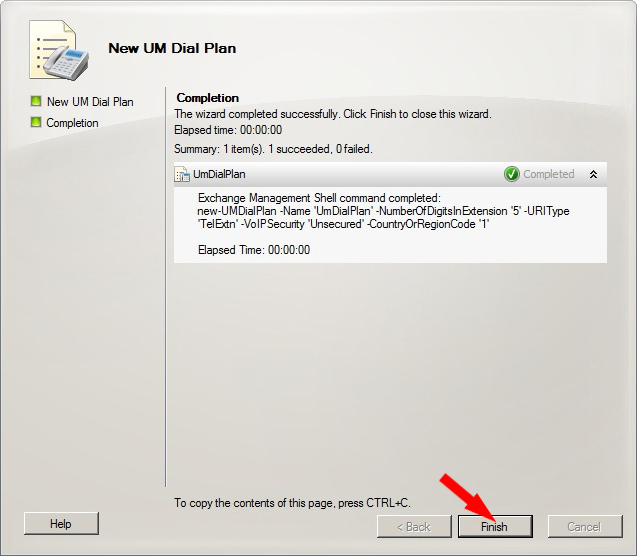 New UM Dial Plan
New UM Dial Plan
Completion
Completion
The wizard completed successfully. Click Finish to close this wizard.
Elapsed time: 00:00:00
Summary: 1 item(s). 1 succeeded, 0 failed.
UmDialPlan Completed
Exchange Management Shell command completed:
new-UMDialPlan -Name 'UmDialPlan' -NumberOfDigitsInExtension '5' -URIType
'TelExtn' -VoIPSecurity 'Unsecured' -CountryOrRegionCode '1'
Elapsed Time: 00:00:00
To copy the contents of this page, press CTRL+C.
Help < Back Finish Cancel